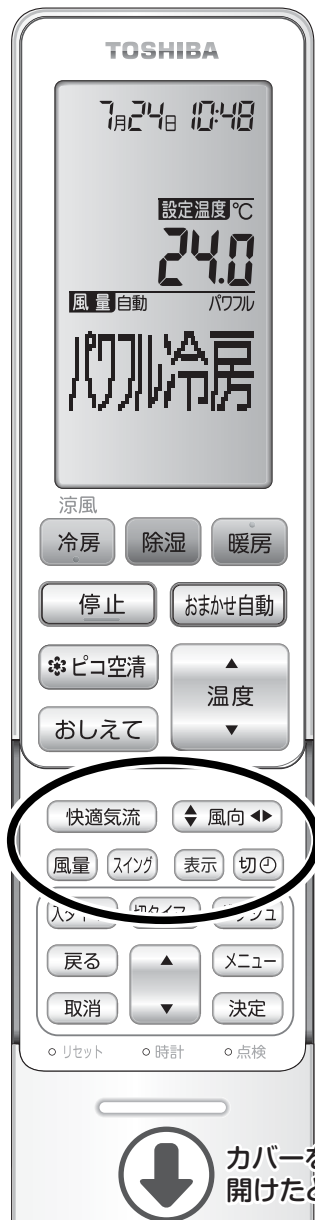 TOSHIBA
7月24日 10:48
設定温度 ℃
24.0
風量 自動 パワフル
パワフル冷房
涼風
冷房 除湿 暖房
停止 おまかせ自動
ピコ空清
温度
おしえて
快適気流 風向
風量 スイング 表示 切
戻る メニュー
取消 決定
リセット 時計 点検
カバーを
開けたと